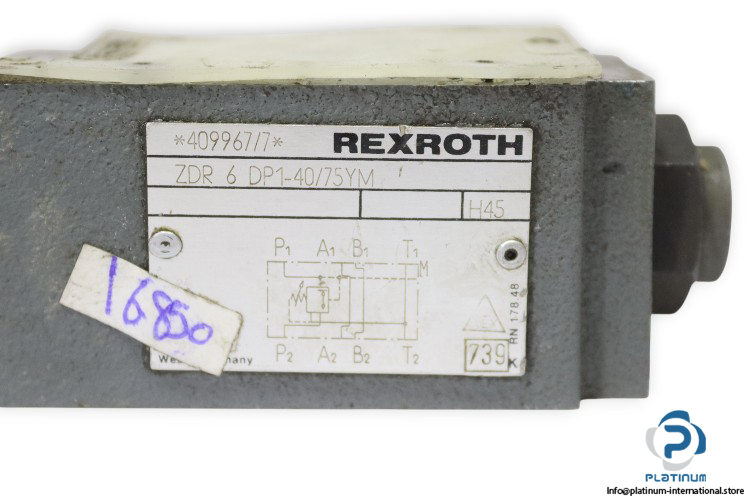 *409967/7* REXROTH
ZDR 6 DP1-40/75YM
H45
P1 A1 B1 T1
M
16850
RN 178.48
P2 A2 B2 T2
739 X
PLATINUM
Info@platinum-international.store